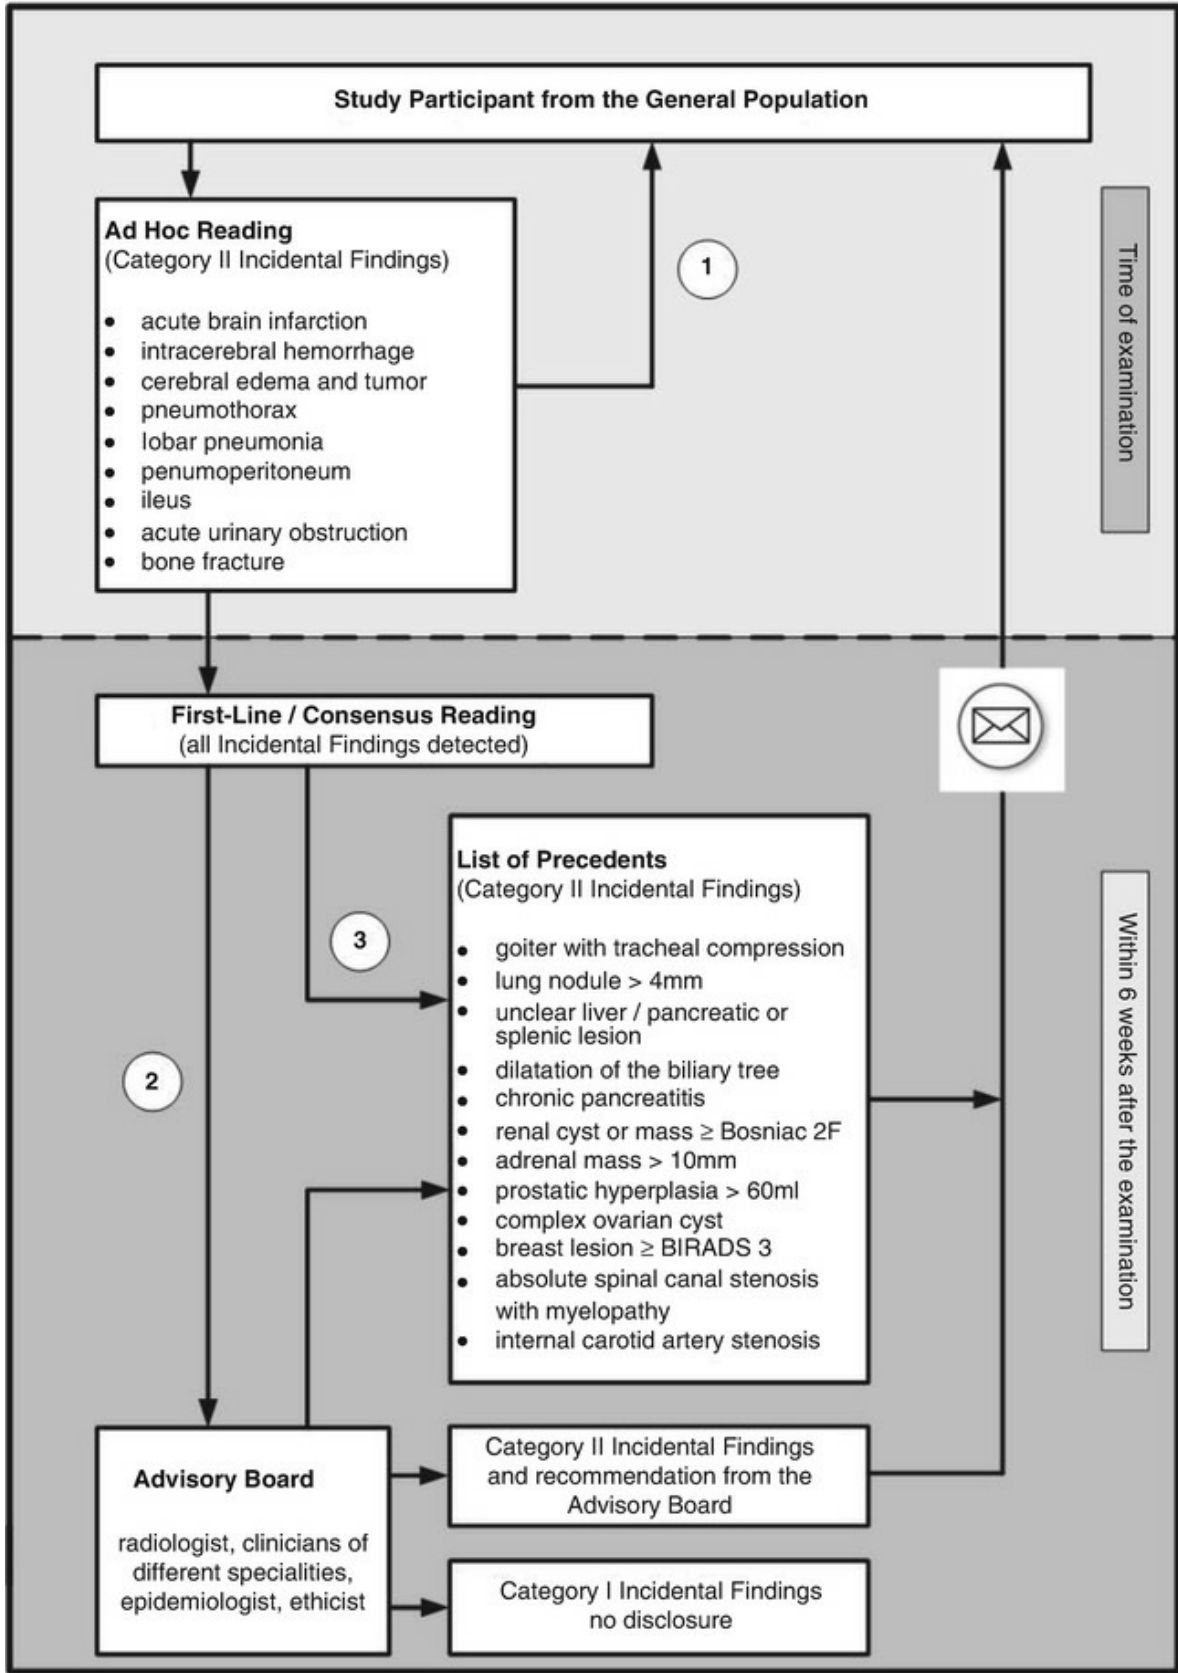 Study Participant from the General Population
Ad Hoc Reading
(Category II Incidental Findings)
• acute brain infarction
• intracerebral hemorrhage
• cerebral edema and tumor
• pneumothorax
• lobar pneumonia
• penumoperitoneum
• ileus
• acute urinary obstruction
• bone fracture
1
Time of examination
First-Line / Consensus Reading
(all Incidental Findings detected)
List of Precedents
(Category II Incidental Findings)
• goiter with tracheal compression
• lung nodule > 4mm
• unclear liver / pancreatic or
splenic lesion
• dilatation of the biliary tree
• chronic pancreatitis
• renal cyst or mass ≥ Bosniac 2F
• adrenal mass > 10mm
• prostatic hyperplasia > 60ml
• complex ovarian cyst
• breast lesion ≥ BIRADS 3
• absolute spinal canal stenosis
with myelopathy
• internal carotid artery stenosis
3
2
Within 6 weeks after the examination
Advisory Board
radiologist, clinicians of
different specialities,
epidemiologist, ethicist
Category II Incidental Findings
and recommendation from the
Advisory Board
Category I Incidental Findings
no disclosure